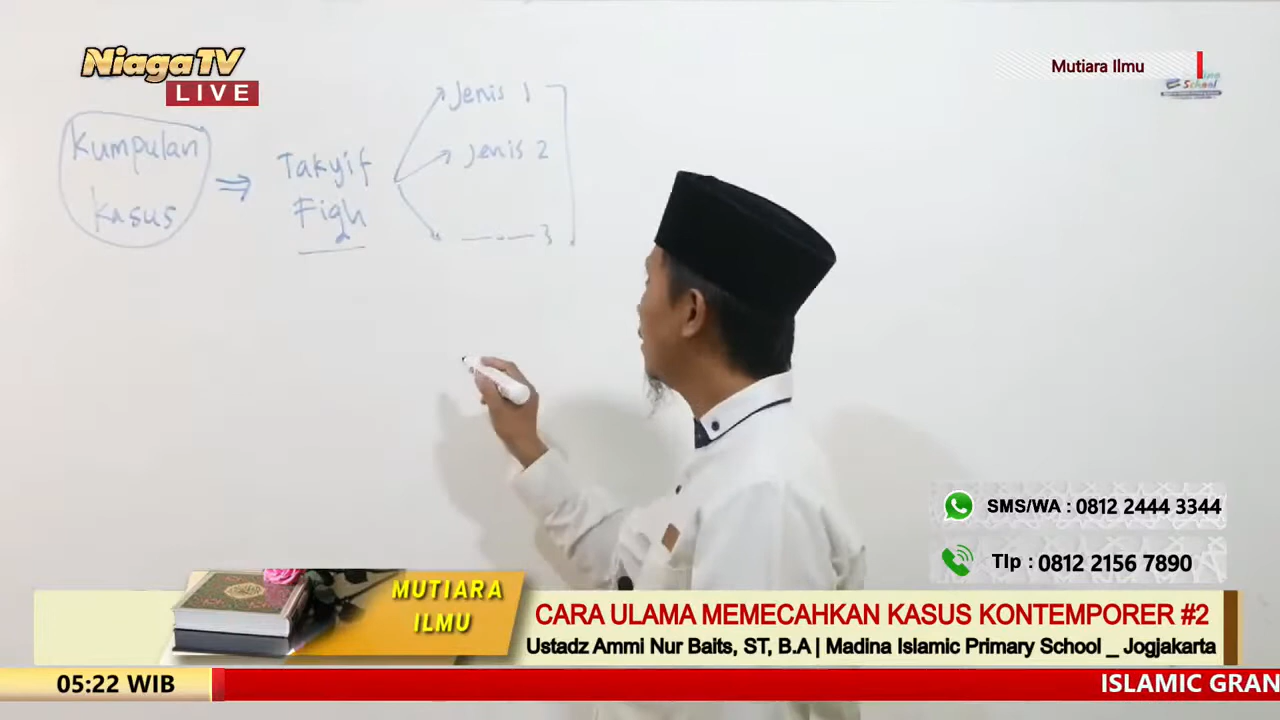 NiagaTV
LIVE
Mutiara Ilmu
School
Kumpulan
kasus
⇒
Takyif
Fiqh
Jenis 1
Jenis 2
3
SMS/WA : 0812 2444 3344
Tlp : 0812 2156 7890
MUTIARA
ILMU
CARA ULAMA MEMECAHKAN KASUS KONTEMPORER #2
Ustadz Ammi Nur Baits, ST, B.A | Madina Islamic Primary School _ Jogjakarta
05:22 WIB
ISLAMIC GRAN